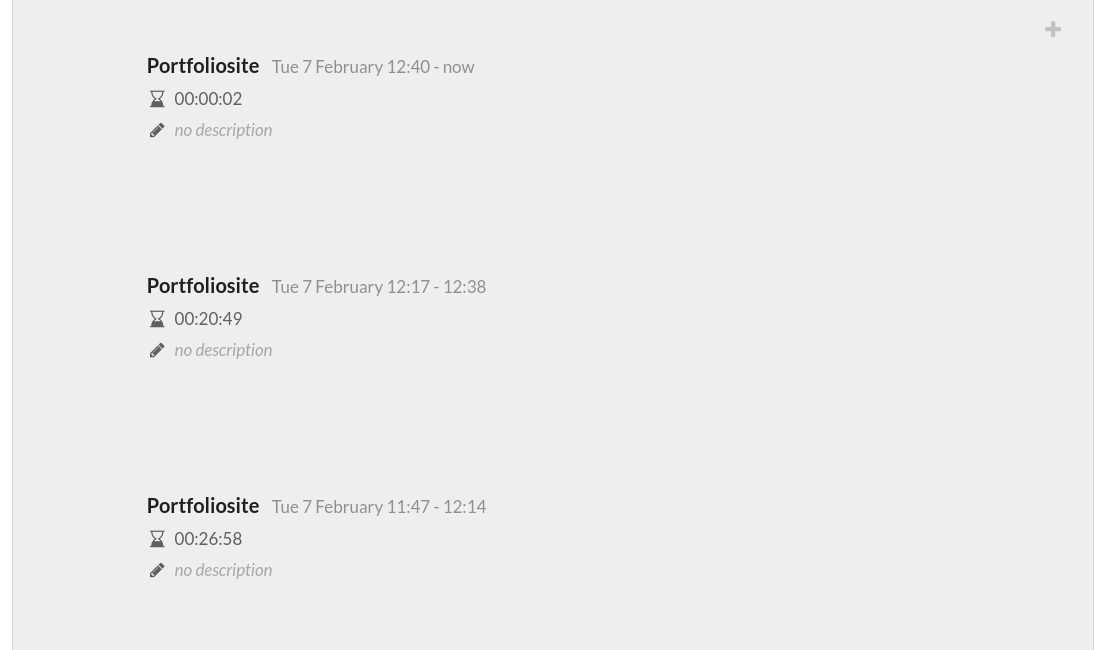 Portfoliosite Tue 7 February 12:40 - now
00:00:02
no description
Portfoliosite Tue 7 February 12:17 - 12:38
00:20:49
no description
Portfoliosite Tue 7 February 11:47 - 12:14
00:26:58
no description